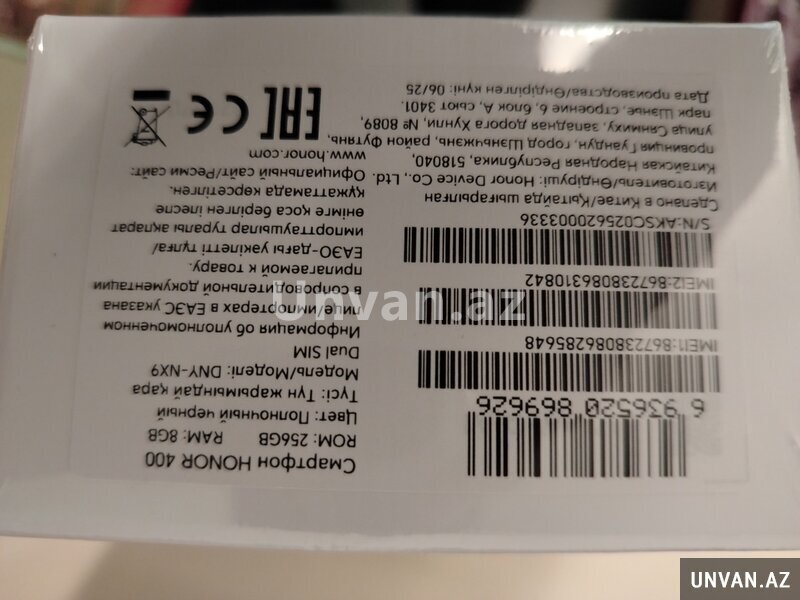 Смартфон HONOR 400
ROM: 256GB RAM: 8GB
Цвет: Полночный черный
Түсі: Түн жарымындай қара
Модель/Моделі: DNY-NX9
Dual SIM
Информация об уполномоченном
лице/импортерах в ЕАЭС указана
в сопроводительной документации
прилагаемой к товару.
ЕАЭО-дағы уәкілетті тұлға/
импорттаушылар туралы ақпарат
өнімге қоса берілген ілеспе
құжаттамада көрсетілген.
Официальный сайт/Ресми сайт:
www.honor.com
6 936520 869626
IMEI1:867238086285648
IMEI2:867238086310842
S/N:AKSC0256200003336
Сделано в Китае/Қытайда шығарылған
Изготовитель/Өндіруші: Honor Device Co., Ltd.
Китайская Народная Республика, 518040,
провинция Гуандун, город Шэньчжэнь, район Футянь,
улица Сянмиху, западная дорога Хунли, № 8089,
парк Шэнье, строение 6, блок А, сьют 3401.
Дата производства/Өндірілген күні: 06/25
CE EAC
Unvan.az
UNVAN.AZ